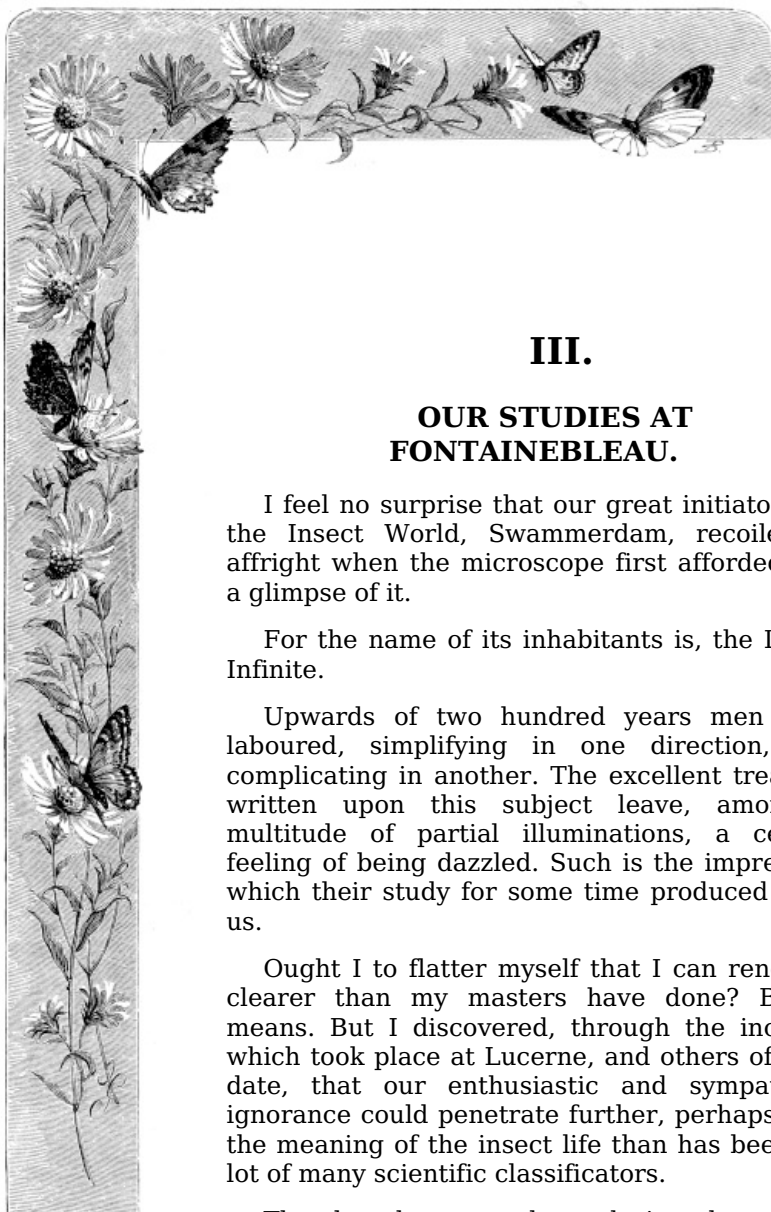 III.
OUR STUDIES AT
FONTAINEBLEAU.
I feel no surprise that our great initiato
the Insect World, Swammerdam, recoile
affright when the microscope first afforded
a glimpse of it.
For the name of its inhabitants is, the
Infinite.
Upwards of two hundred years men
laboured, simplifying in one direction,
complicating in another. The excellent trea
written upon this subject leave, amon
multitude of partial illuminations, a ce
feeling of being dazzled. Such is the impre
which their study for some time produced
us.
Ought I to flatter myself that I can ren
clearer than my masters have done? B
means. But I discovered, through the inc
which took place at Lucerne, and others of
date, that our enthusiastic and sympa
ignorance could penetrate further, perhaps
the meaning of the insect life than has bee
lot of many scientific classificators.